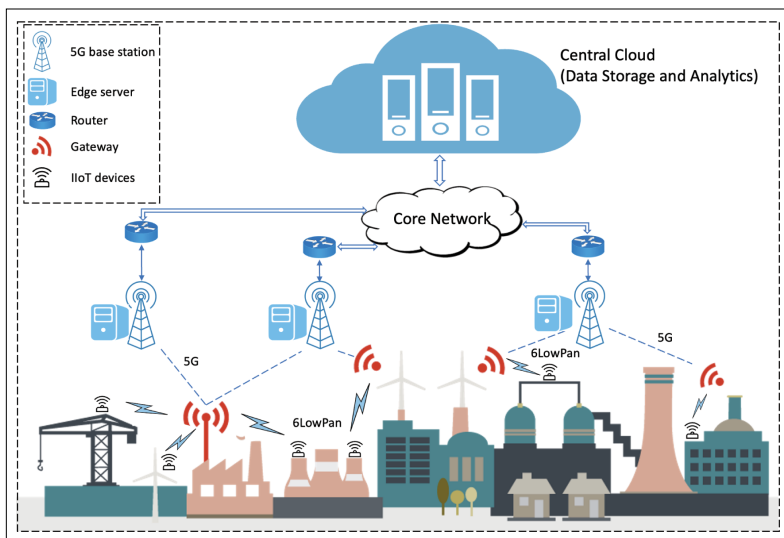 5G base station
Edge server
Router
Gateway
IIoT devices
Central Cloud
(Data Storage and Analytics)
Core Network
5G
6LowPan
6LowPan
5G